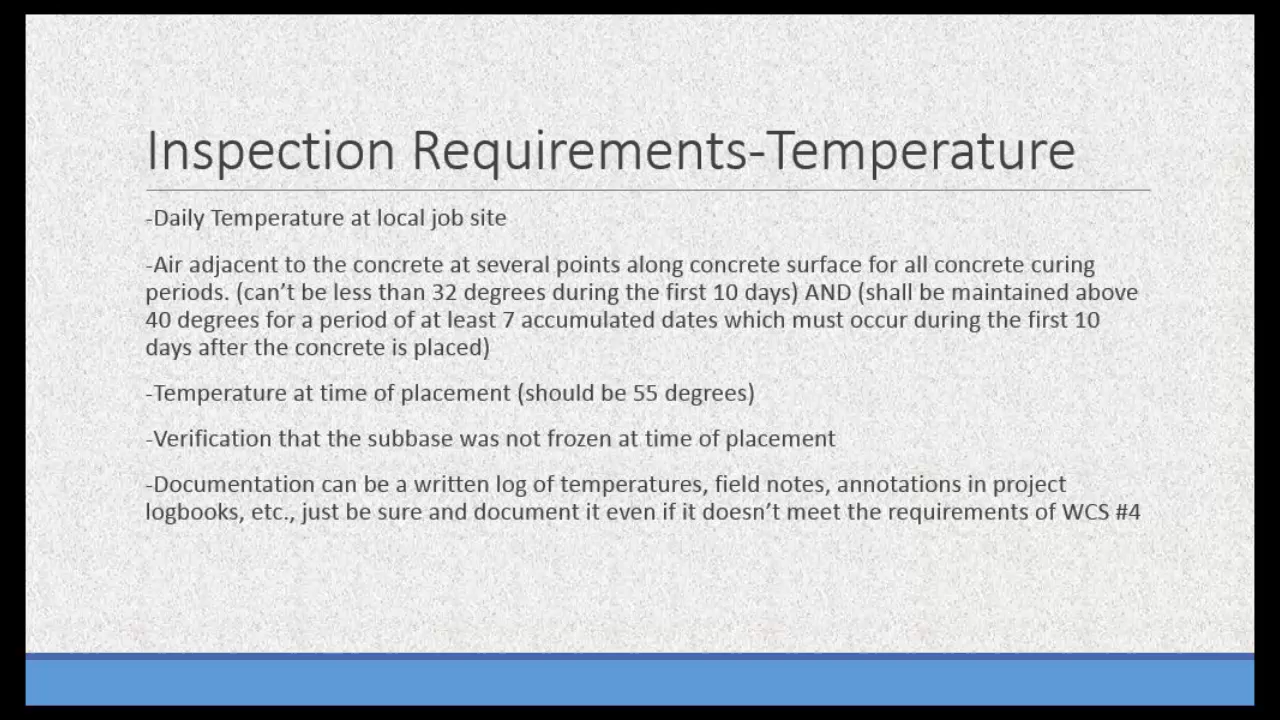 Inspection Requirements-Temperature
-Daily Temperature at local job site
-Air adjacent to the concrete at several points along concrete surface for all concrete curing
periods. (can’t be less than 32 degrees during the first 10 days) AND (shall be maintained above
40 degrees for a period of at least 7 accumulated dates which must occur during the first 10
days after the concrete is placed)
-Temperature at time of placement (should be 55 degrees)
-Verification that the subbase was not frozen at time of placement
-Documentation can be a written log of temperatures, field notes, annotations in project
logbooks, etc., just be sure and document it even if it doesn’t meet the requirements of WCS #4